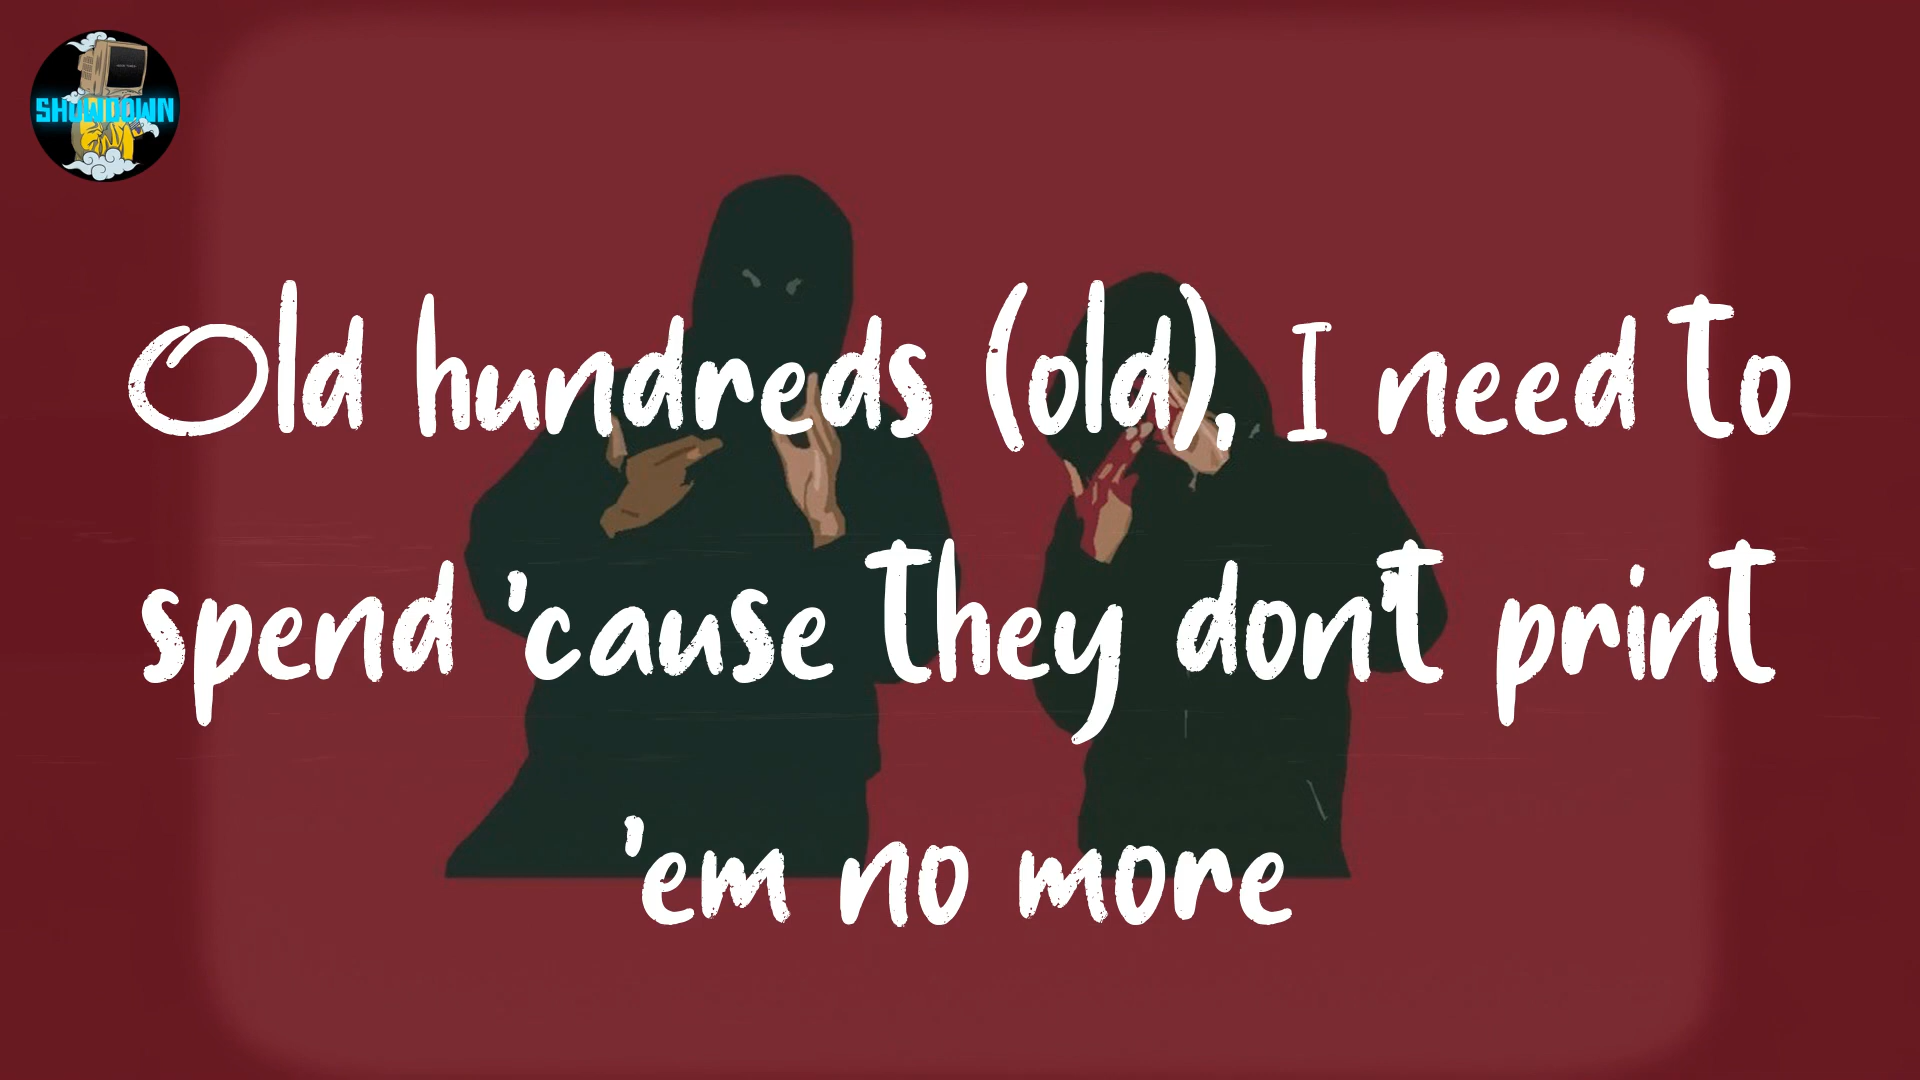 SHOWDOWN
Old hundreds (old), I need to
spend 'cause they don't print
'em no more